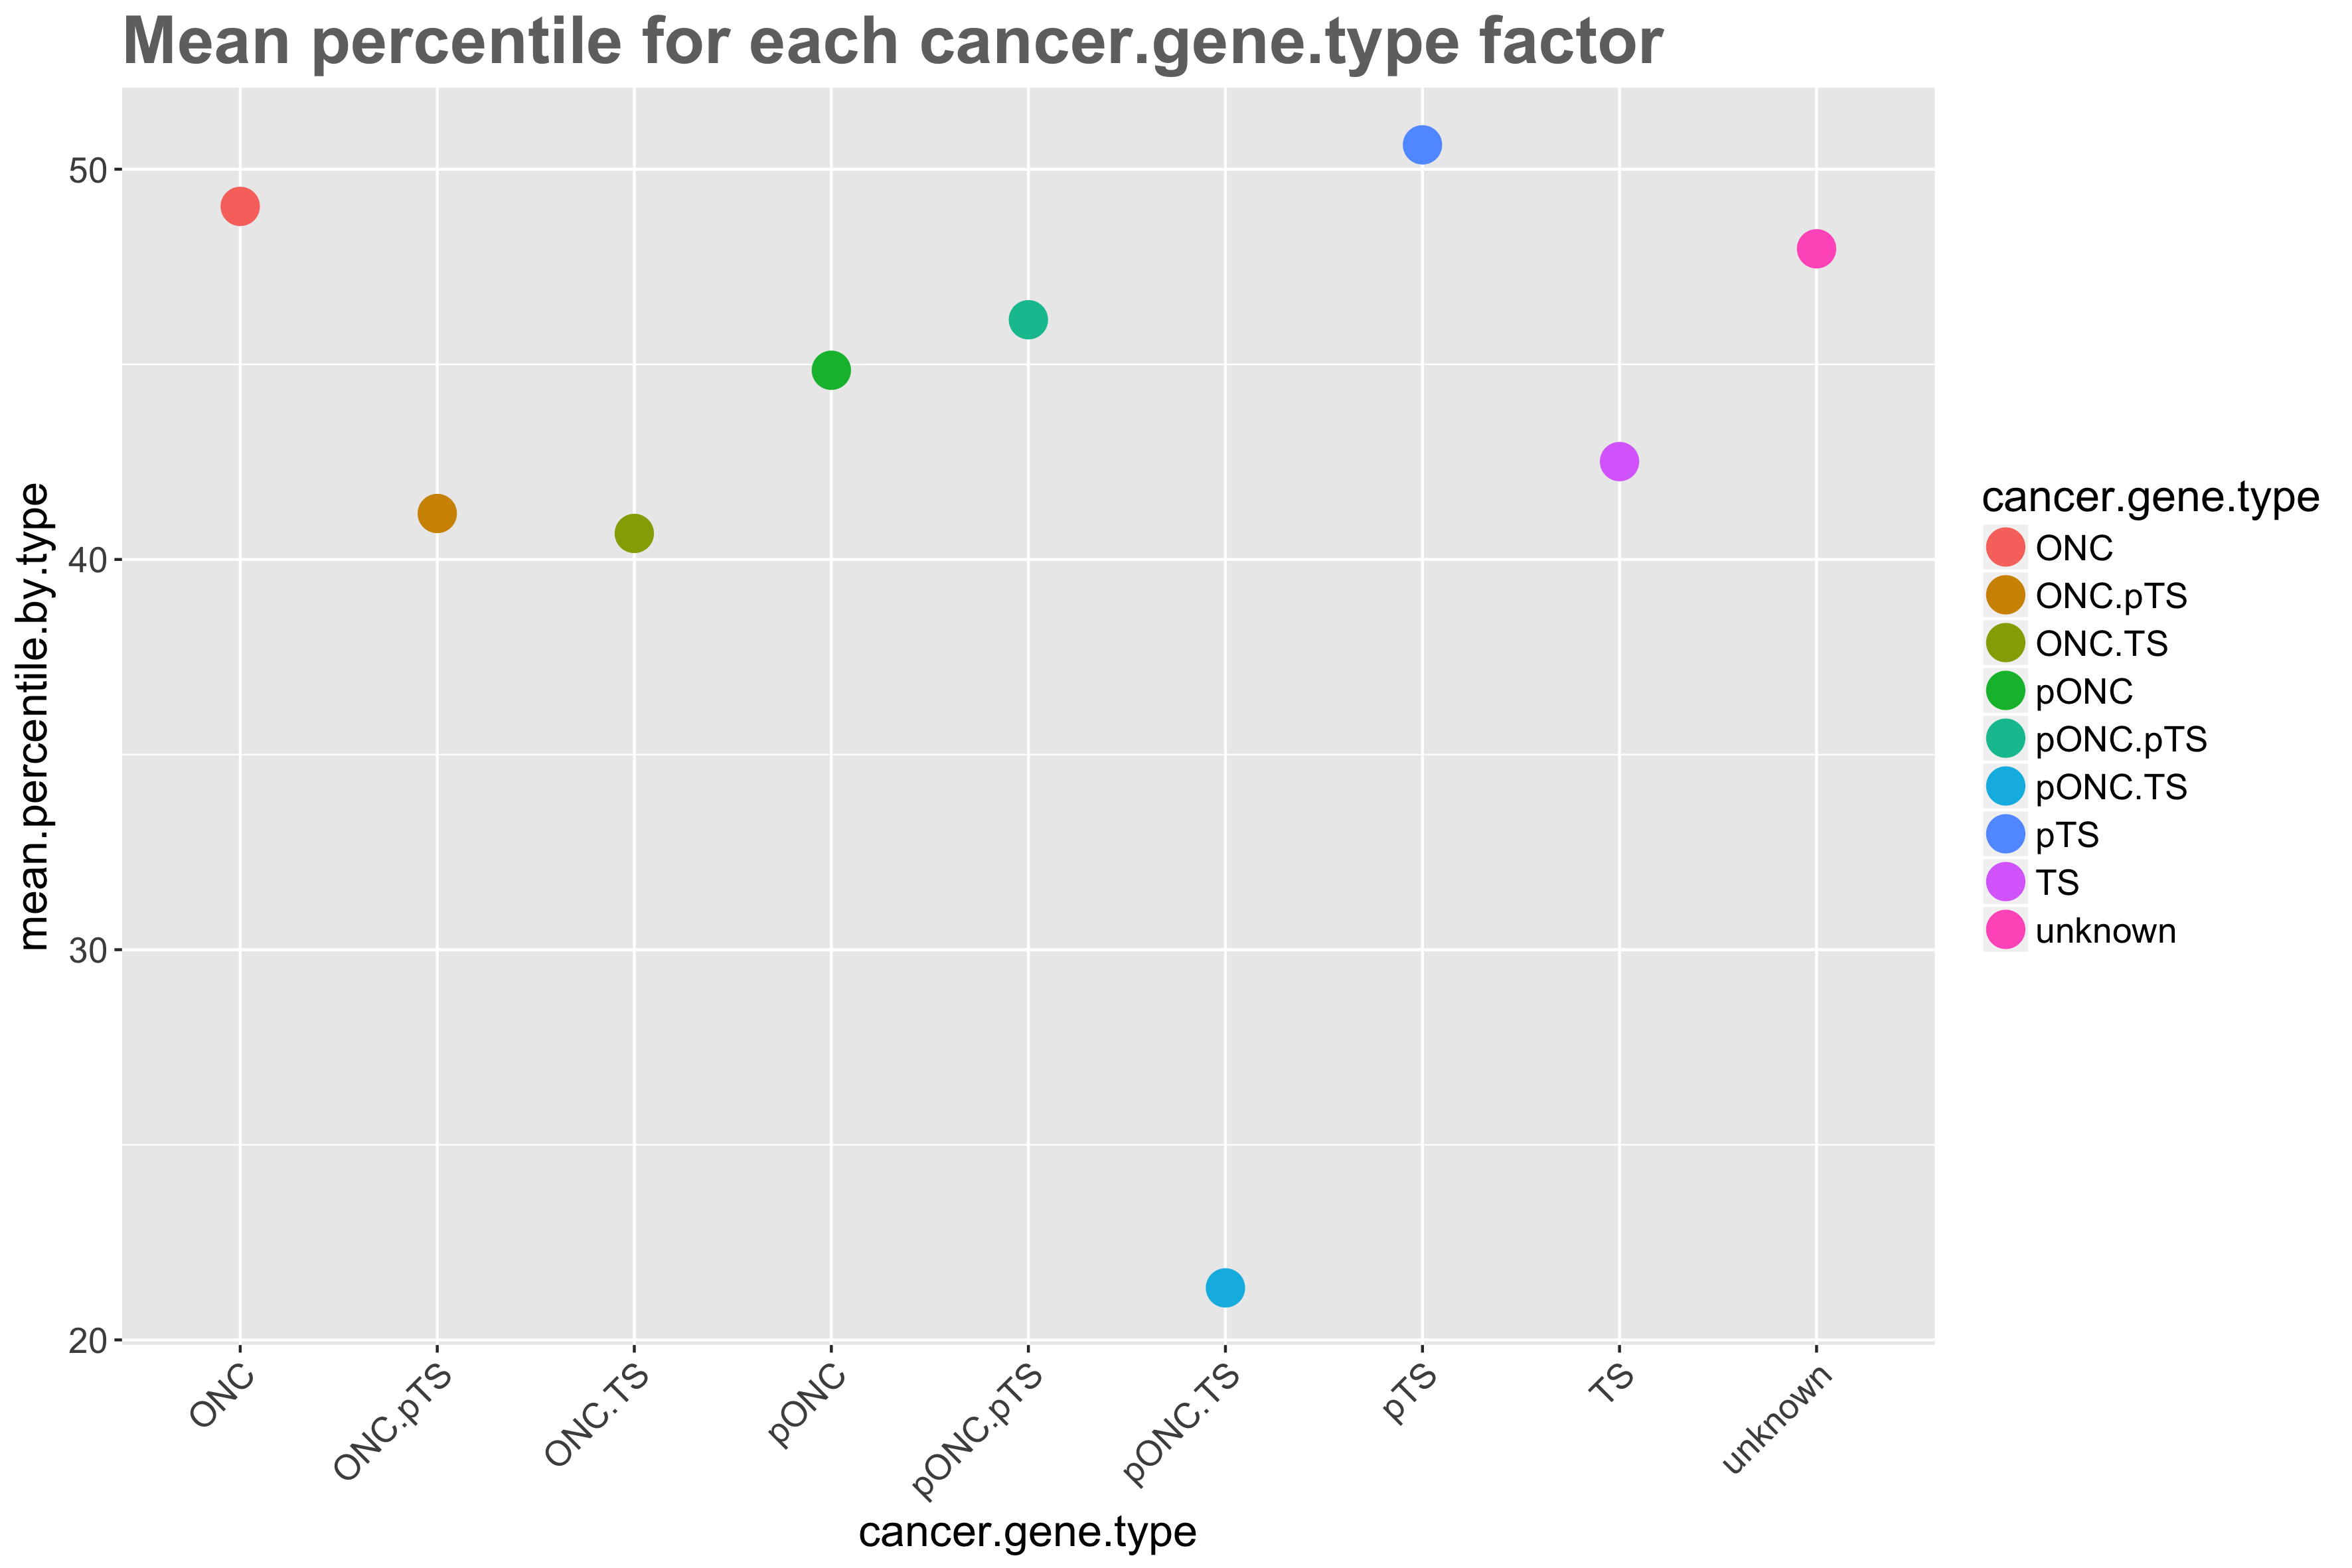 Mean percentile for each cancer.gene.type factor
mean.percentile.by.type
50
40
30
20
ONC
ONC.pTS
ONC.TS
pONC
pONC.pTS
pONC.TS
pTS
TS
unknown
cancer.gene.type
cancer.gene.type
ONC
ONC.pTS
ONC.TS
pONC
pONC.pTS
pONC.TS
pTS
TS
unknown